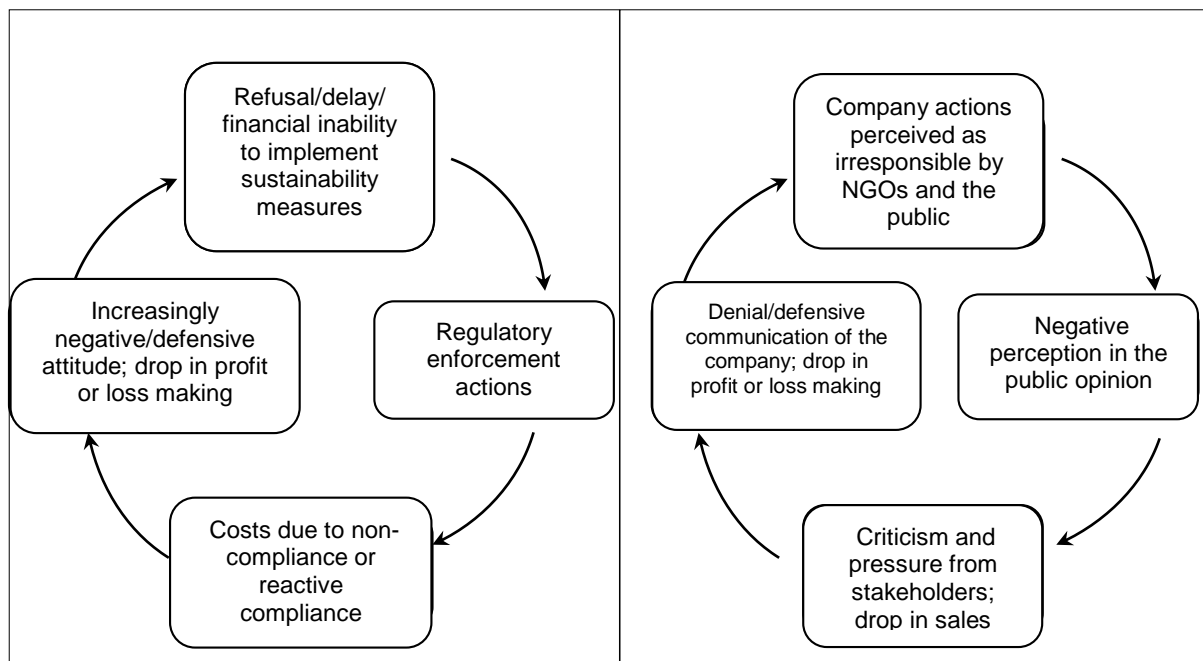 Refusal/delay/
financial inability
to implement
sustainability
measures
Regulatory
enforcement
actions
Costs due to non-
compliance or
reactive
compliance
Increasingly
negative/defensive
attitude; drop in profit
or loss making
Company actions
perceived as
irresponsible by
NGOs and the
public
Negative
perception in the
public opinion
Criticism and
pressure from
stakeholders;
drop in sales
Denial/defensive
communication of the
company; drop in
profit or loss making